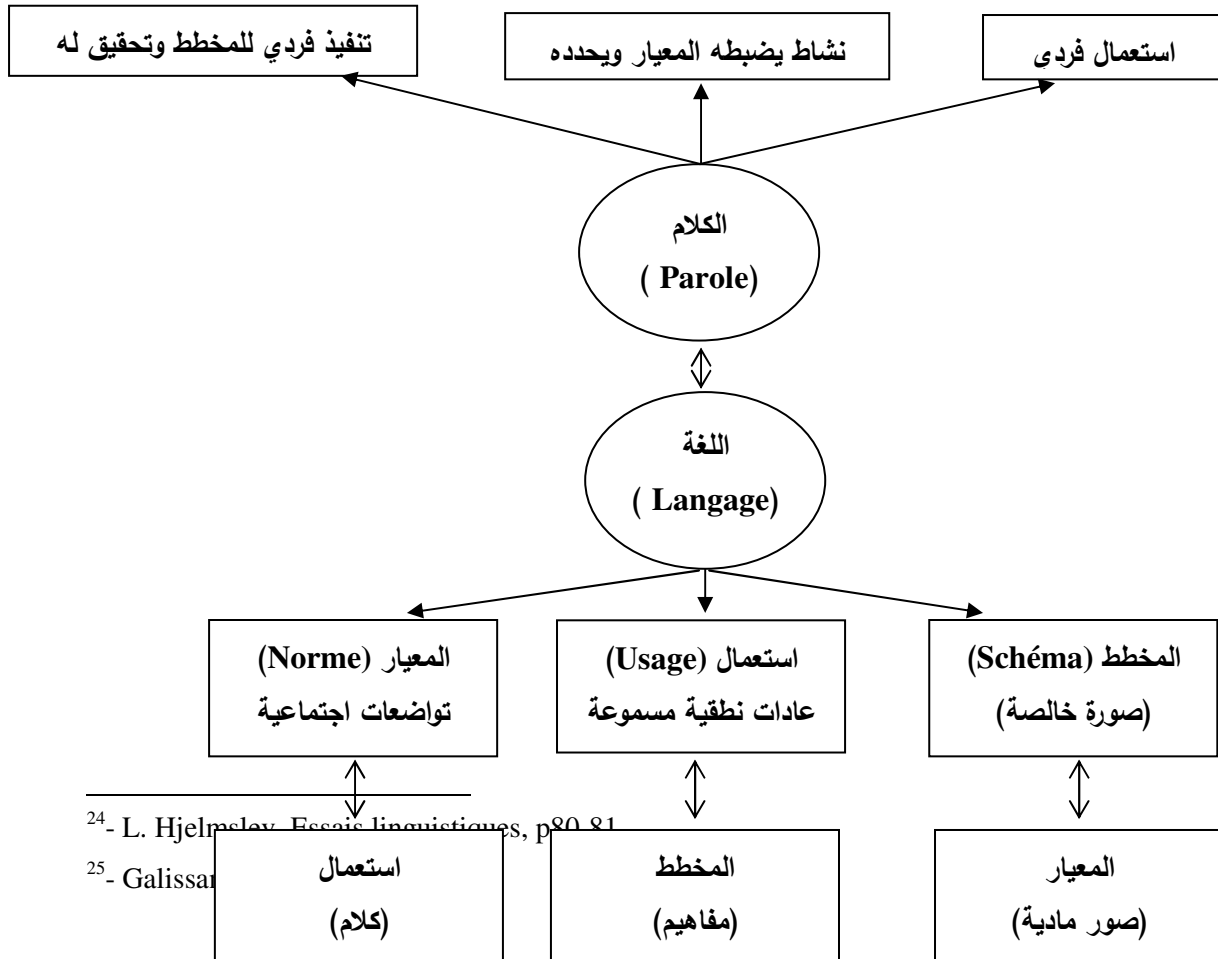 استعمال فردي
نشاط يضبطه المعيار ويحدده
تنفيذ فردي للمخطط وتحقيق له
الكلام
( Parole)
اللغة
( Langage)
المخطط (Schéma)
(صورة خالصة)
استعمال (Usage)
عادات نطقية مسموعة
المعيار (Norme)
تواضعات اجتماعية
24- L. Hjelmslev, Essais linguistiques, p80-81
25- Galissa
المعيار
(صور مادية)
المخطط
(مفاهيم)
استعمال
(كلام)